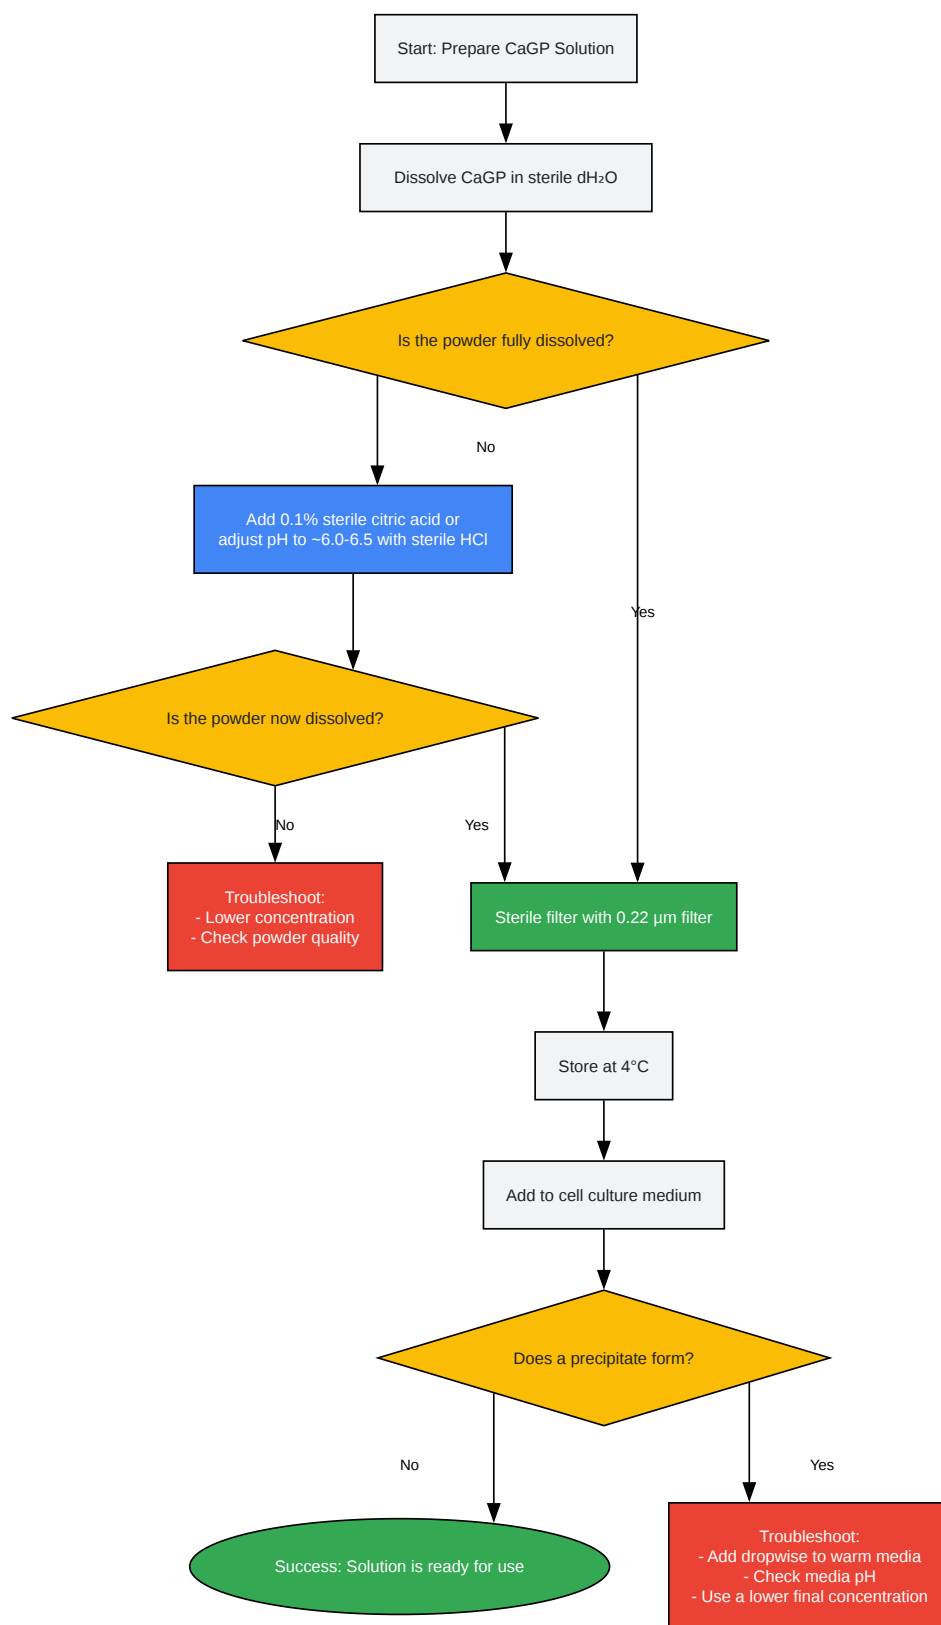 Start: Prepare CaGP Solution
Dissolve CaGP in sterile dH₂O
Is the powder fully dissolved?
No
Add 0.1% sterile citric acid or
adjust pH to ~6.0-6.5 with sterile HCl
Yes
Is the powder now dissolved?
No
Yes
Troubleshoot:
- Lower concentration
- Check powder quality
Sterile filter with 0.22 µm filter
Store at 4°C
Add to cell culture medium
Does a precipitate form?
No
Yes
Success: Solution is ready for use
Troubleshoot:
- Add dropwise to warm media
- Check media pH
- Use a lower final concentration